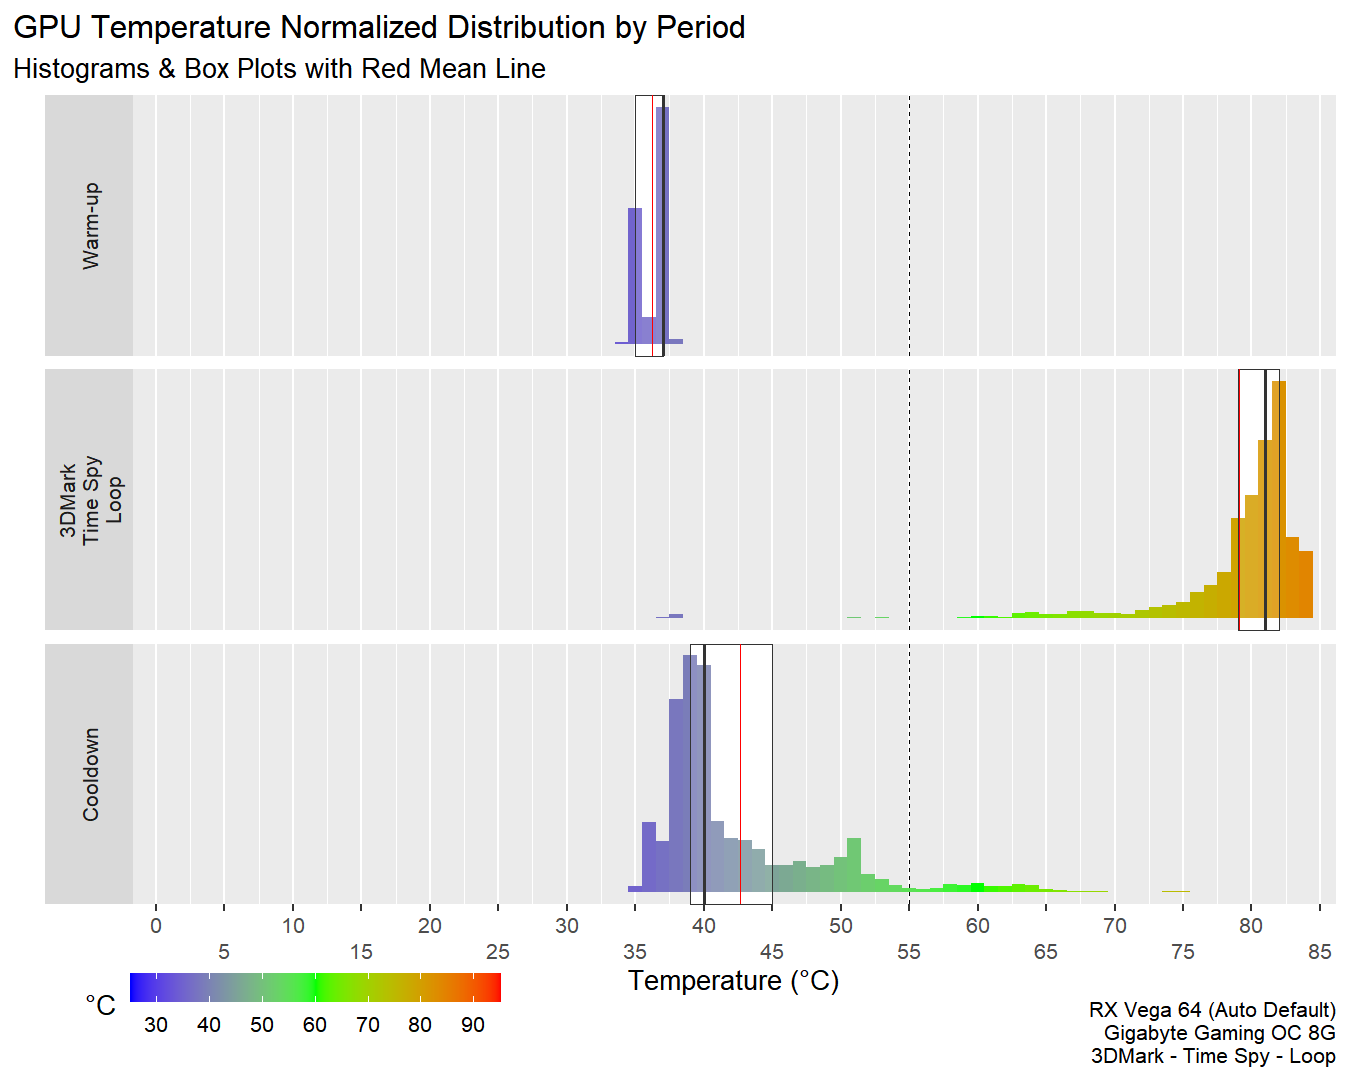 GPU Temperature Normalized Distribution by Period
Histograms & Box Plots with Red Mean Line
Warm-up
3DMark
Time Spy
Loop
Cooldown
0 10 20 30 40 50 60 70 80
5 15 25 35 45 55 65 75 85
Temperature (°C)
°C
30 40 50 60 70 80 90
RX Vega 64 (Auto Default)
Gigabyte Gaming OC 8G
3DMark - Time Spy - Loop